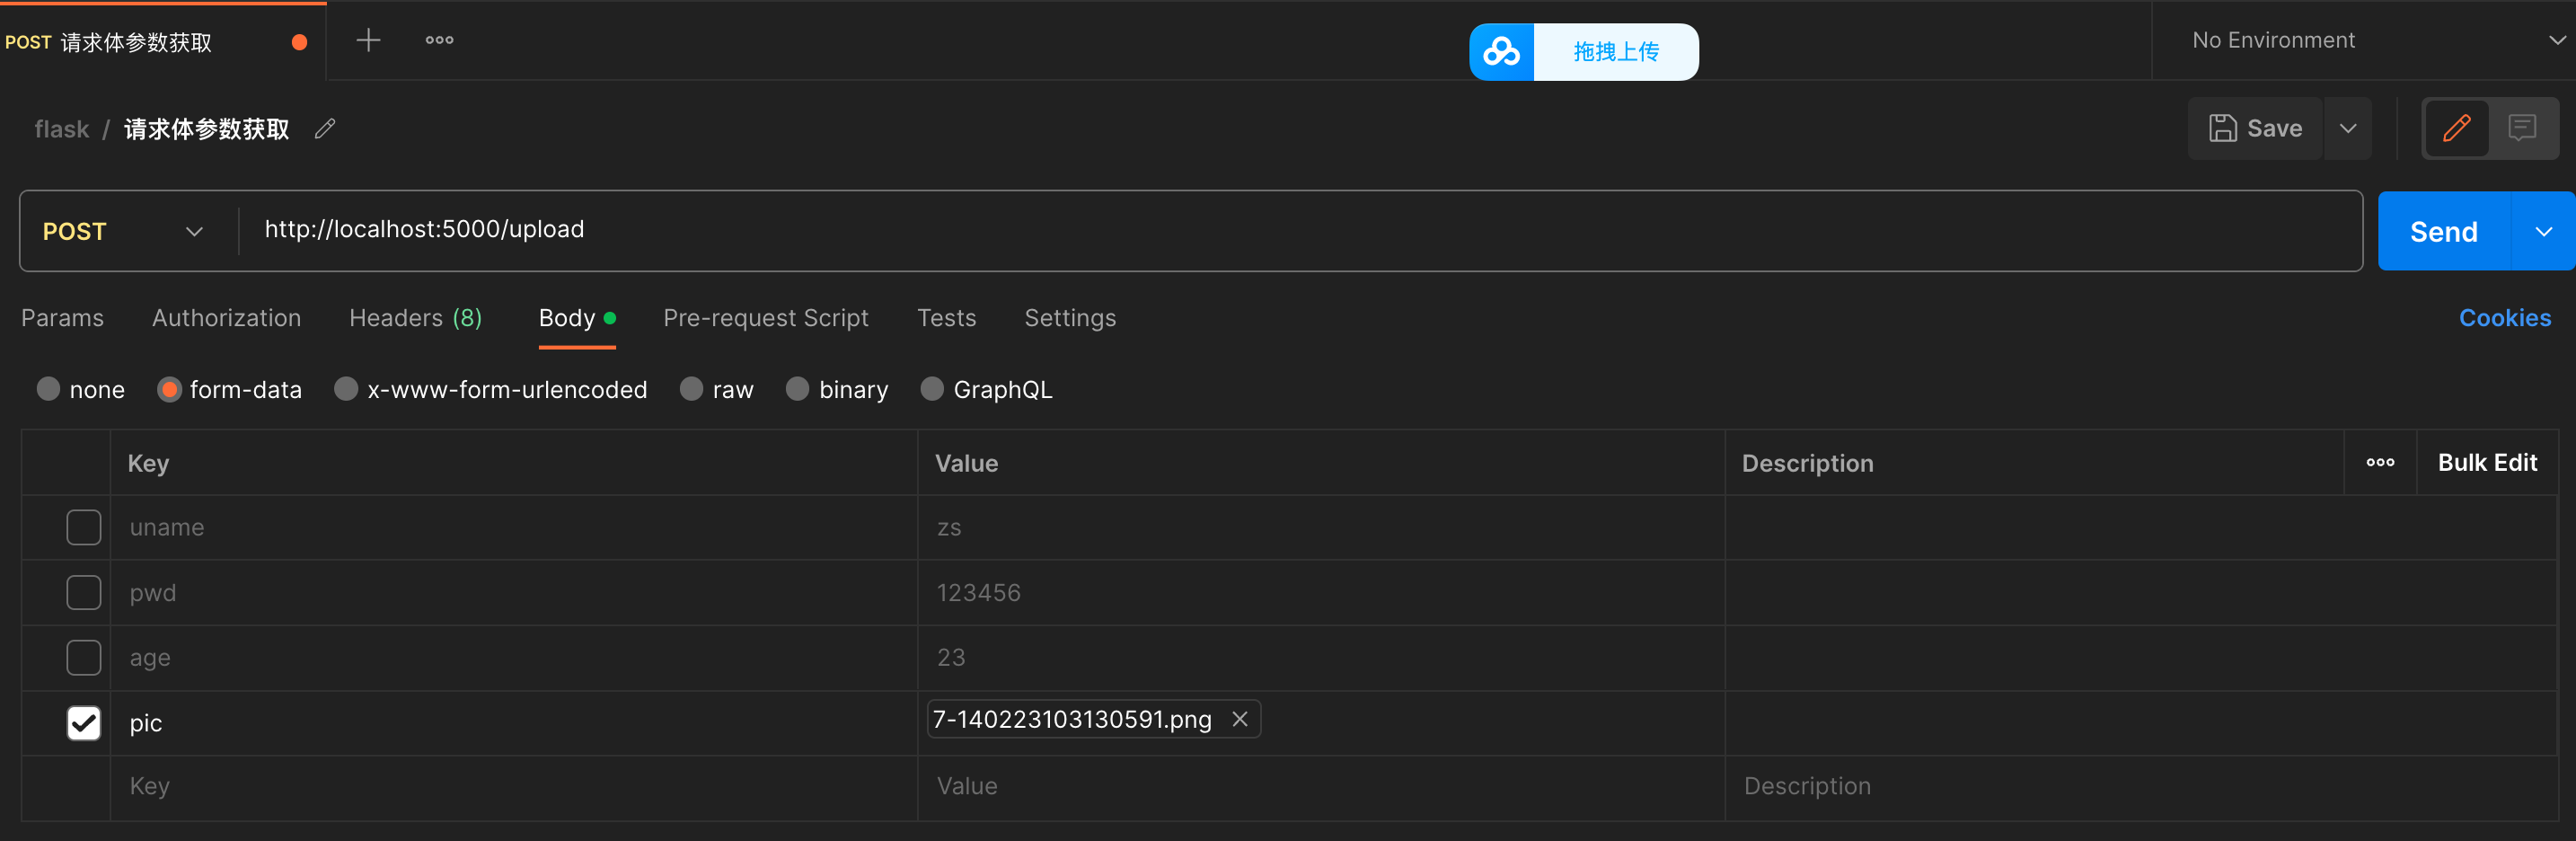 POST 请求体参数获取
拖拽上传
No Environment
flask / 请求体参数获取
Save
POST http://localhost:5000/upload
Send
Params Authorization Headers (8) Body Pre-request Script Tests Settings Cookies
none form-data x-www-form-urlencoded raw binary GraphQL
Key Value Description Bulk Edit
uname zs
pwd 123456
age 23
pic 7-140223103130591.png
Key Value Description